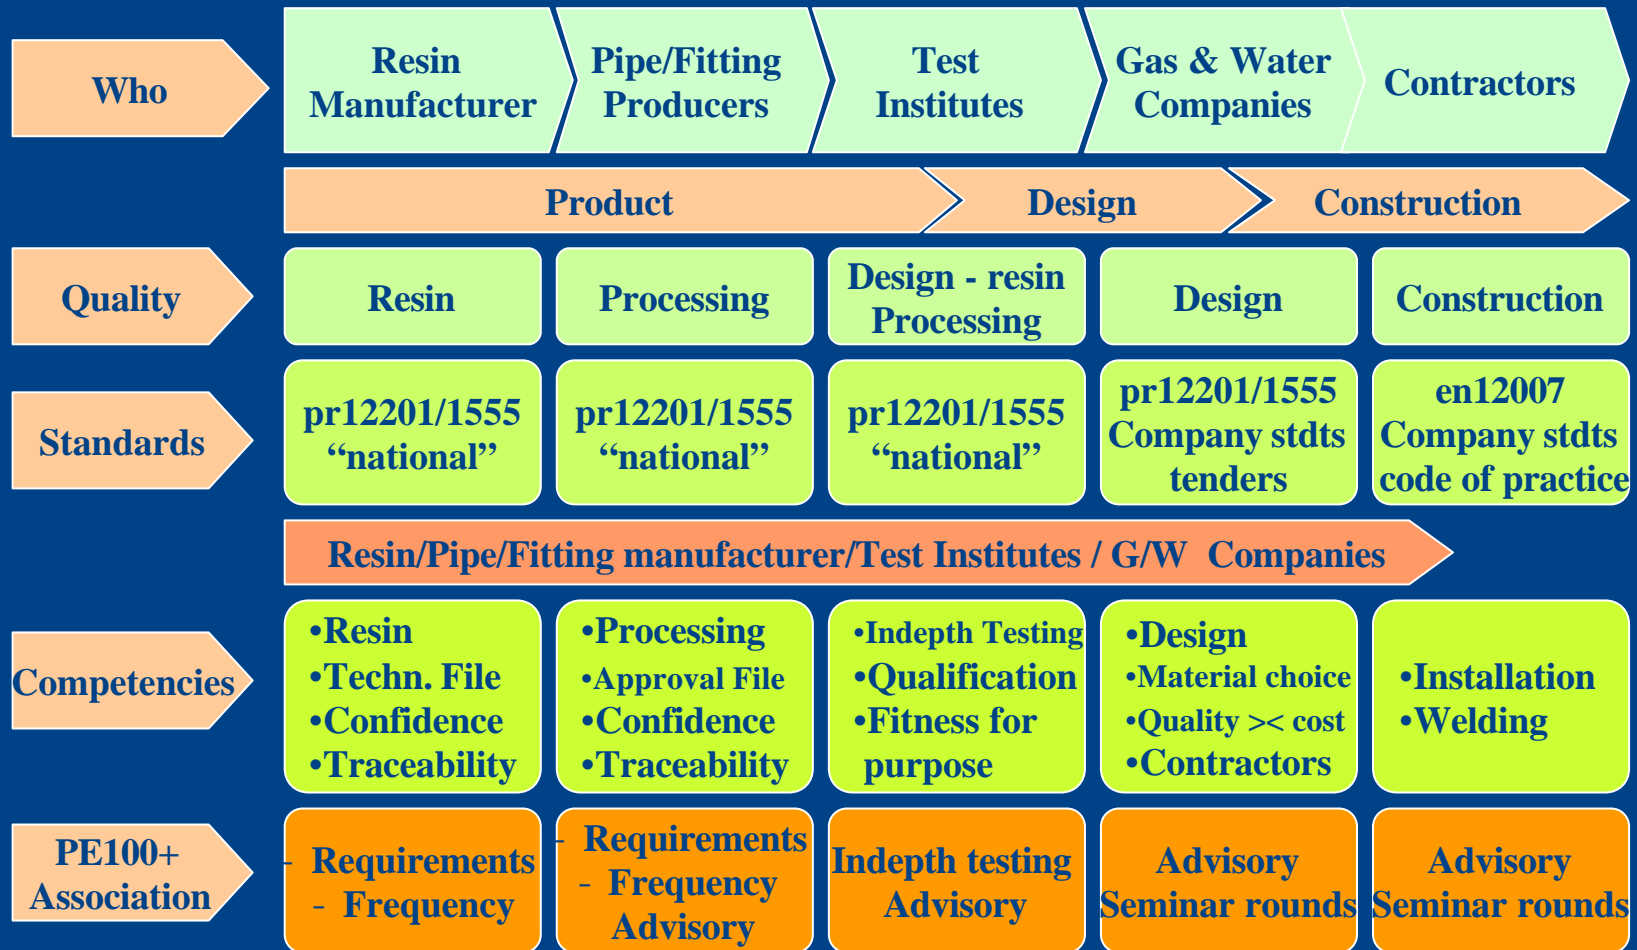 Who
Resin
Manufacturer
Pipe/Fitting
Producers
Test
Institutes
Gas & Water
Companies
Contractors
Product
Design
Construction
Quality
Resin
Processing
Design - resin
Processing
Design
Construction
Standards
pr12201/1555
“national”
pr12201/1555
“national”
pr12201/1555
“national”
pr12201/1555
Company stdts
tenders
en12007
Company stdts
code of practice
Resin/Pipe/Fitting manufacturer/Test Institutes / G/W Companies
Competencies
•Resin
•Techn. File
•Confidence
•Traceability
•Processing
•Approval File
•Confidence
•Traceability
•Indepth Testing
•Qualification
•Fitness for
purpose
•Design
•Material choice
•Quality >< cost
•Contractors
•Installation
•Welding
PE100+
Association
- Requirements
- Frequency
- Requirements
- Frequency
Advisory
Indepth testing
Advisory
Advisory
Seminar rounds
Advisory
Seminar rounds